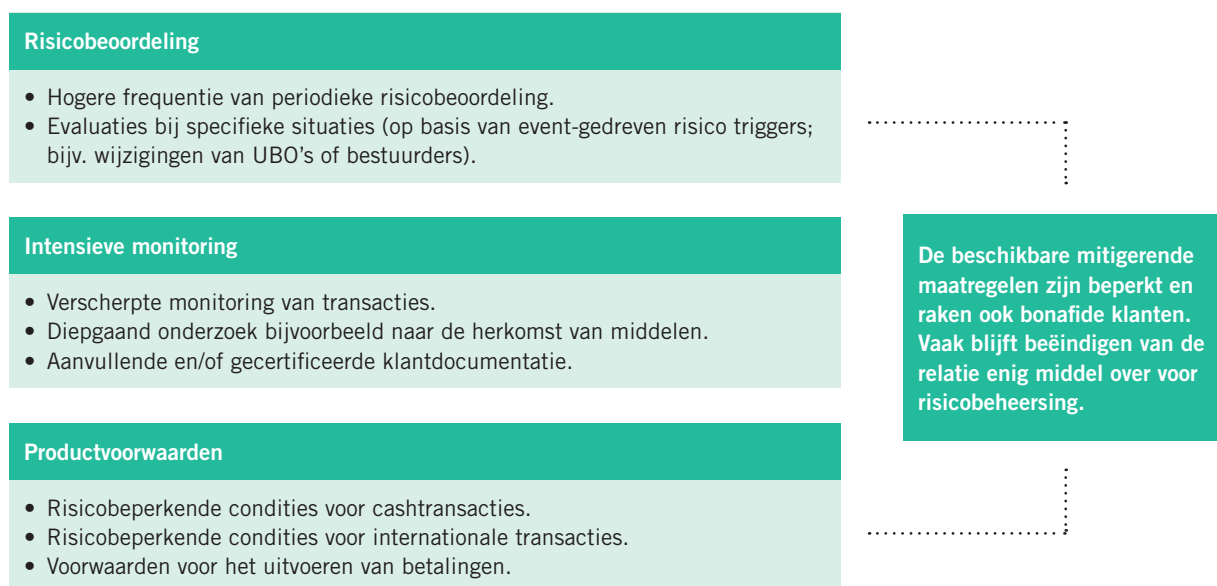 Risicobeoordeling
• Hogere frequentie van periodieke risicobeoordeling.
• Evaluaties bij specifieke situaties (op basis van event-gedreven risico triggers;
bijv. wijzigingen van UBO's of bestuurders).
Intensieve monitoring
• Verscherpte monitoring van transacties.
• Diepgaand onderzoek bijvoorbeeld naar de herkomst van middelen.
• Aanvullende en/of gecertificeerde klantdocumentatie.
Productvoorwaarden
• Risicobeperkende condities voor cashtransacties.
• Risicobeperkende condities voor internationale transacties.
• Voorwaarden voor het uitvoeren van betalingen.
De beschikbare mitigerende
maatregelen zijn beperkt en
raken ook bonafide klanten.
Vaak blijft beëindigen van de
relatie enig middel over voor
risicobeheersing.